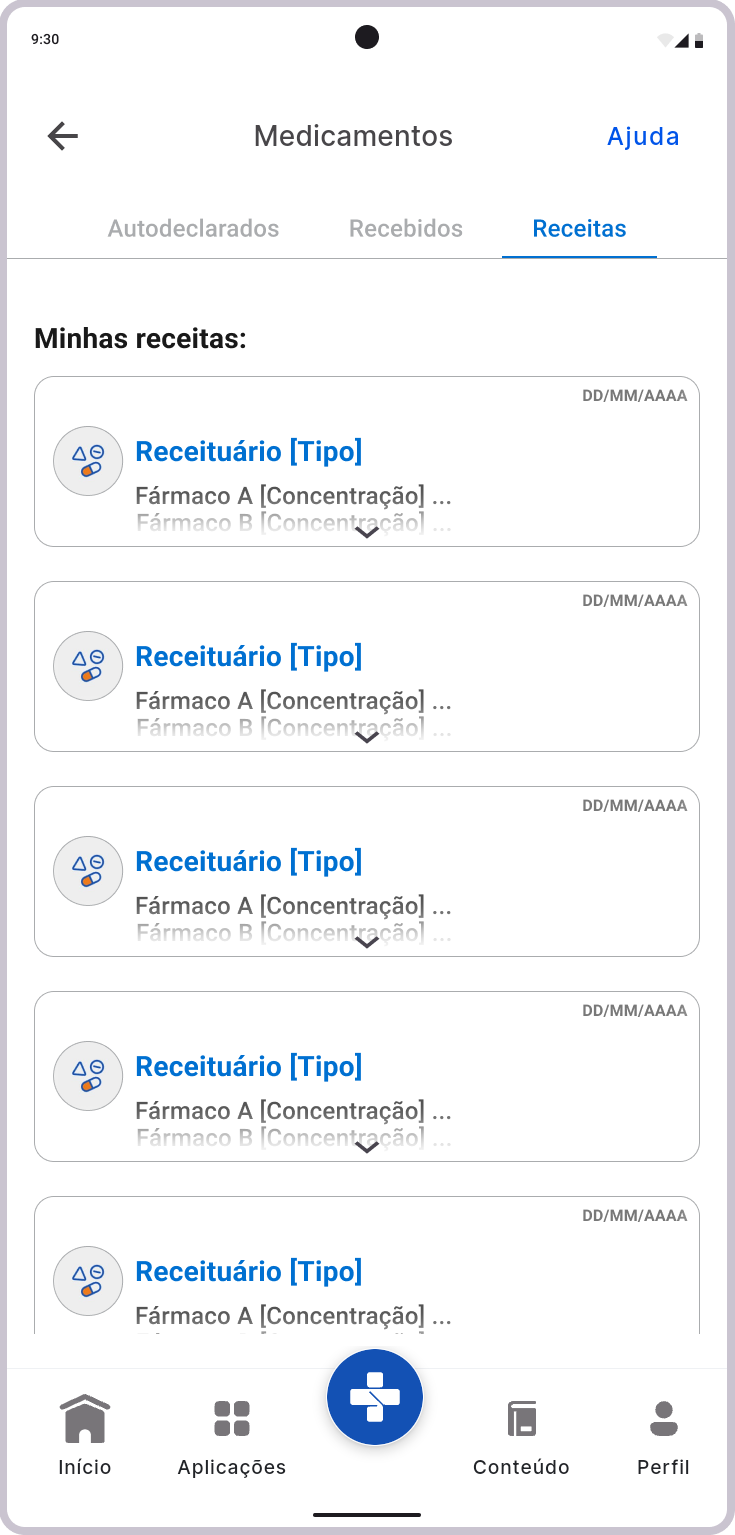 9:30
Medicamentos
Ajuda
Autodeclarados
Recebidos
Receitas
Minhas receitas:
DD/MM/AAAA
Receituário [Tipo]
Fármaco A [Concentração] ...
Fármaco B [Concentração] ...
DD/MM/AAAA
Receituário [Tipo]
Fármaco A [Concentração] ...
Fármaco B [Concentração] ...
DD/MM/AAAA
Receituário [Tipo]
Fármaco A [Concentração] ...
Fármaco B [Concentração] ...
DD/MM/AAAA
Receituário [Tipo]
Fármaco A [Concentração] ...
Fármaco B [Concentração] ...
DD/MM/AAAA
Receituário [Tipo]
Fármaco A [Concentração] ...
Início
Aplicações
Conteúdo
Perfil